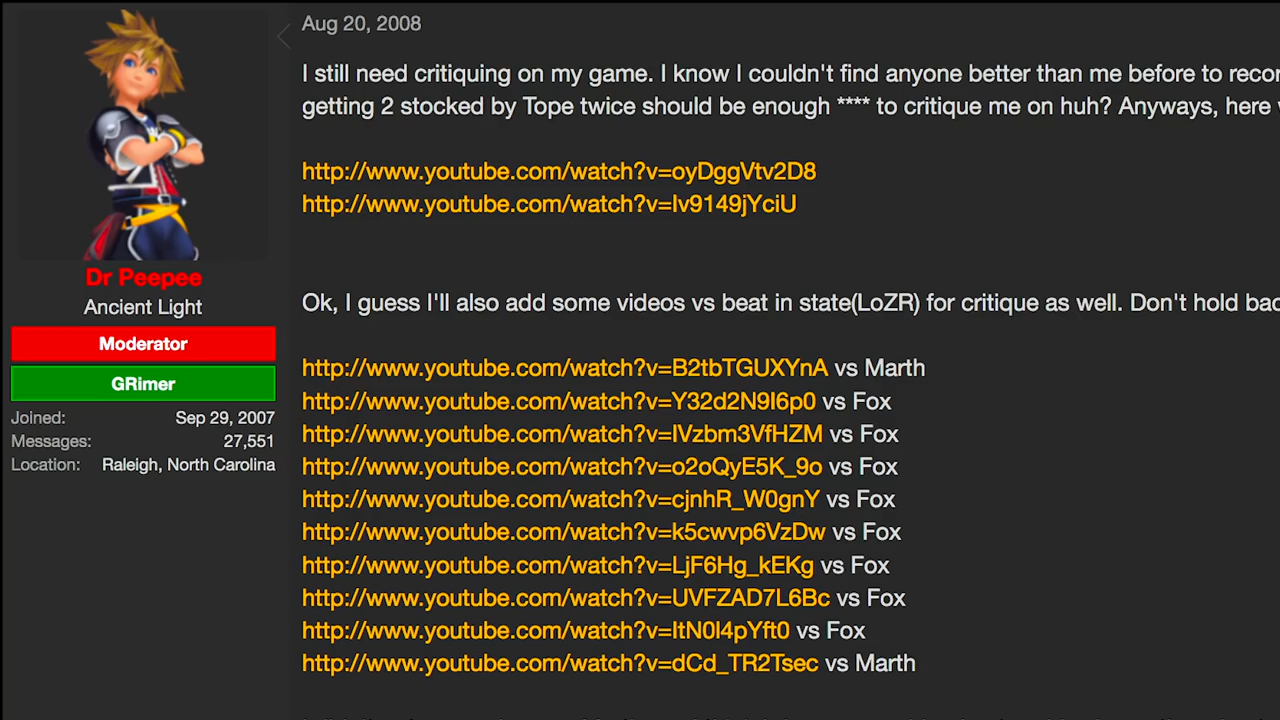 Aug 20, 2008
I still need critiquing on my game. I know I couldn't find anyone better than me before to
getting 2 stocked by Tope twice should be enough **** to critique me on huh? Anyways, here
http://www.youtube.com/watch?v=oyDggVtv2D8
http://www.youtube.com/watch?v=Iv9149jYciU
Dr Peepee
Ancient Light
Moderator
GRimer
Joined: Sep 29, 2007
Messages: 27,551
Location: Raleigh, North Carolina
Ok, I guess I'll also add some videos vs beat in state(LoZR) for critique as well. Don't hold
http://www.youtube.com/watch?v=B2tbTGUXYnA vs Marth
http://www.youtube.com/watch?v=Y32d2N9I6p0 vs Fox
http://www.youtube.com/watch?v=IVzbm3VfHZM vs Fox
http://www.youtube.com/watch?v=o2oQyE5K_9o vs Fox
http://www.youtube.com/watch?v=cjnhR_W0gnY vs Fox
http://www.youtube.com/watch?v=k5cwvp6VzDw vs Fox
http://www.youtube.com/watch?v=LjF6Hg_kEKg vs Fox
http://www.youtube.com/watch?v=UVFZAD7L6Bc vs Fox
http://www.youtube.com/watch?v=ItN0l4pYft0 vs Fox
http://www.youtube.com/watch?v=dCd_TR2Tsec vs Marth